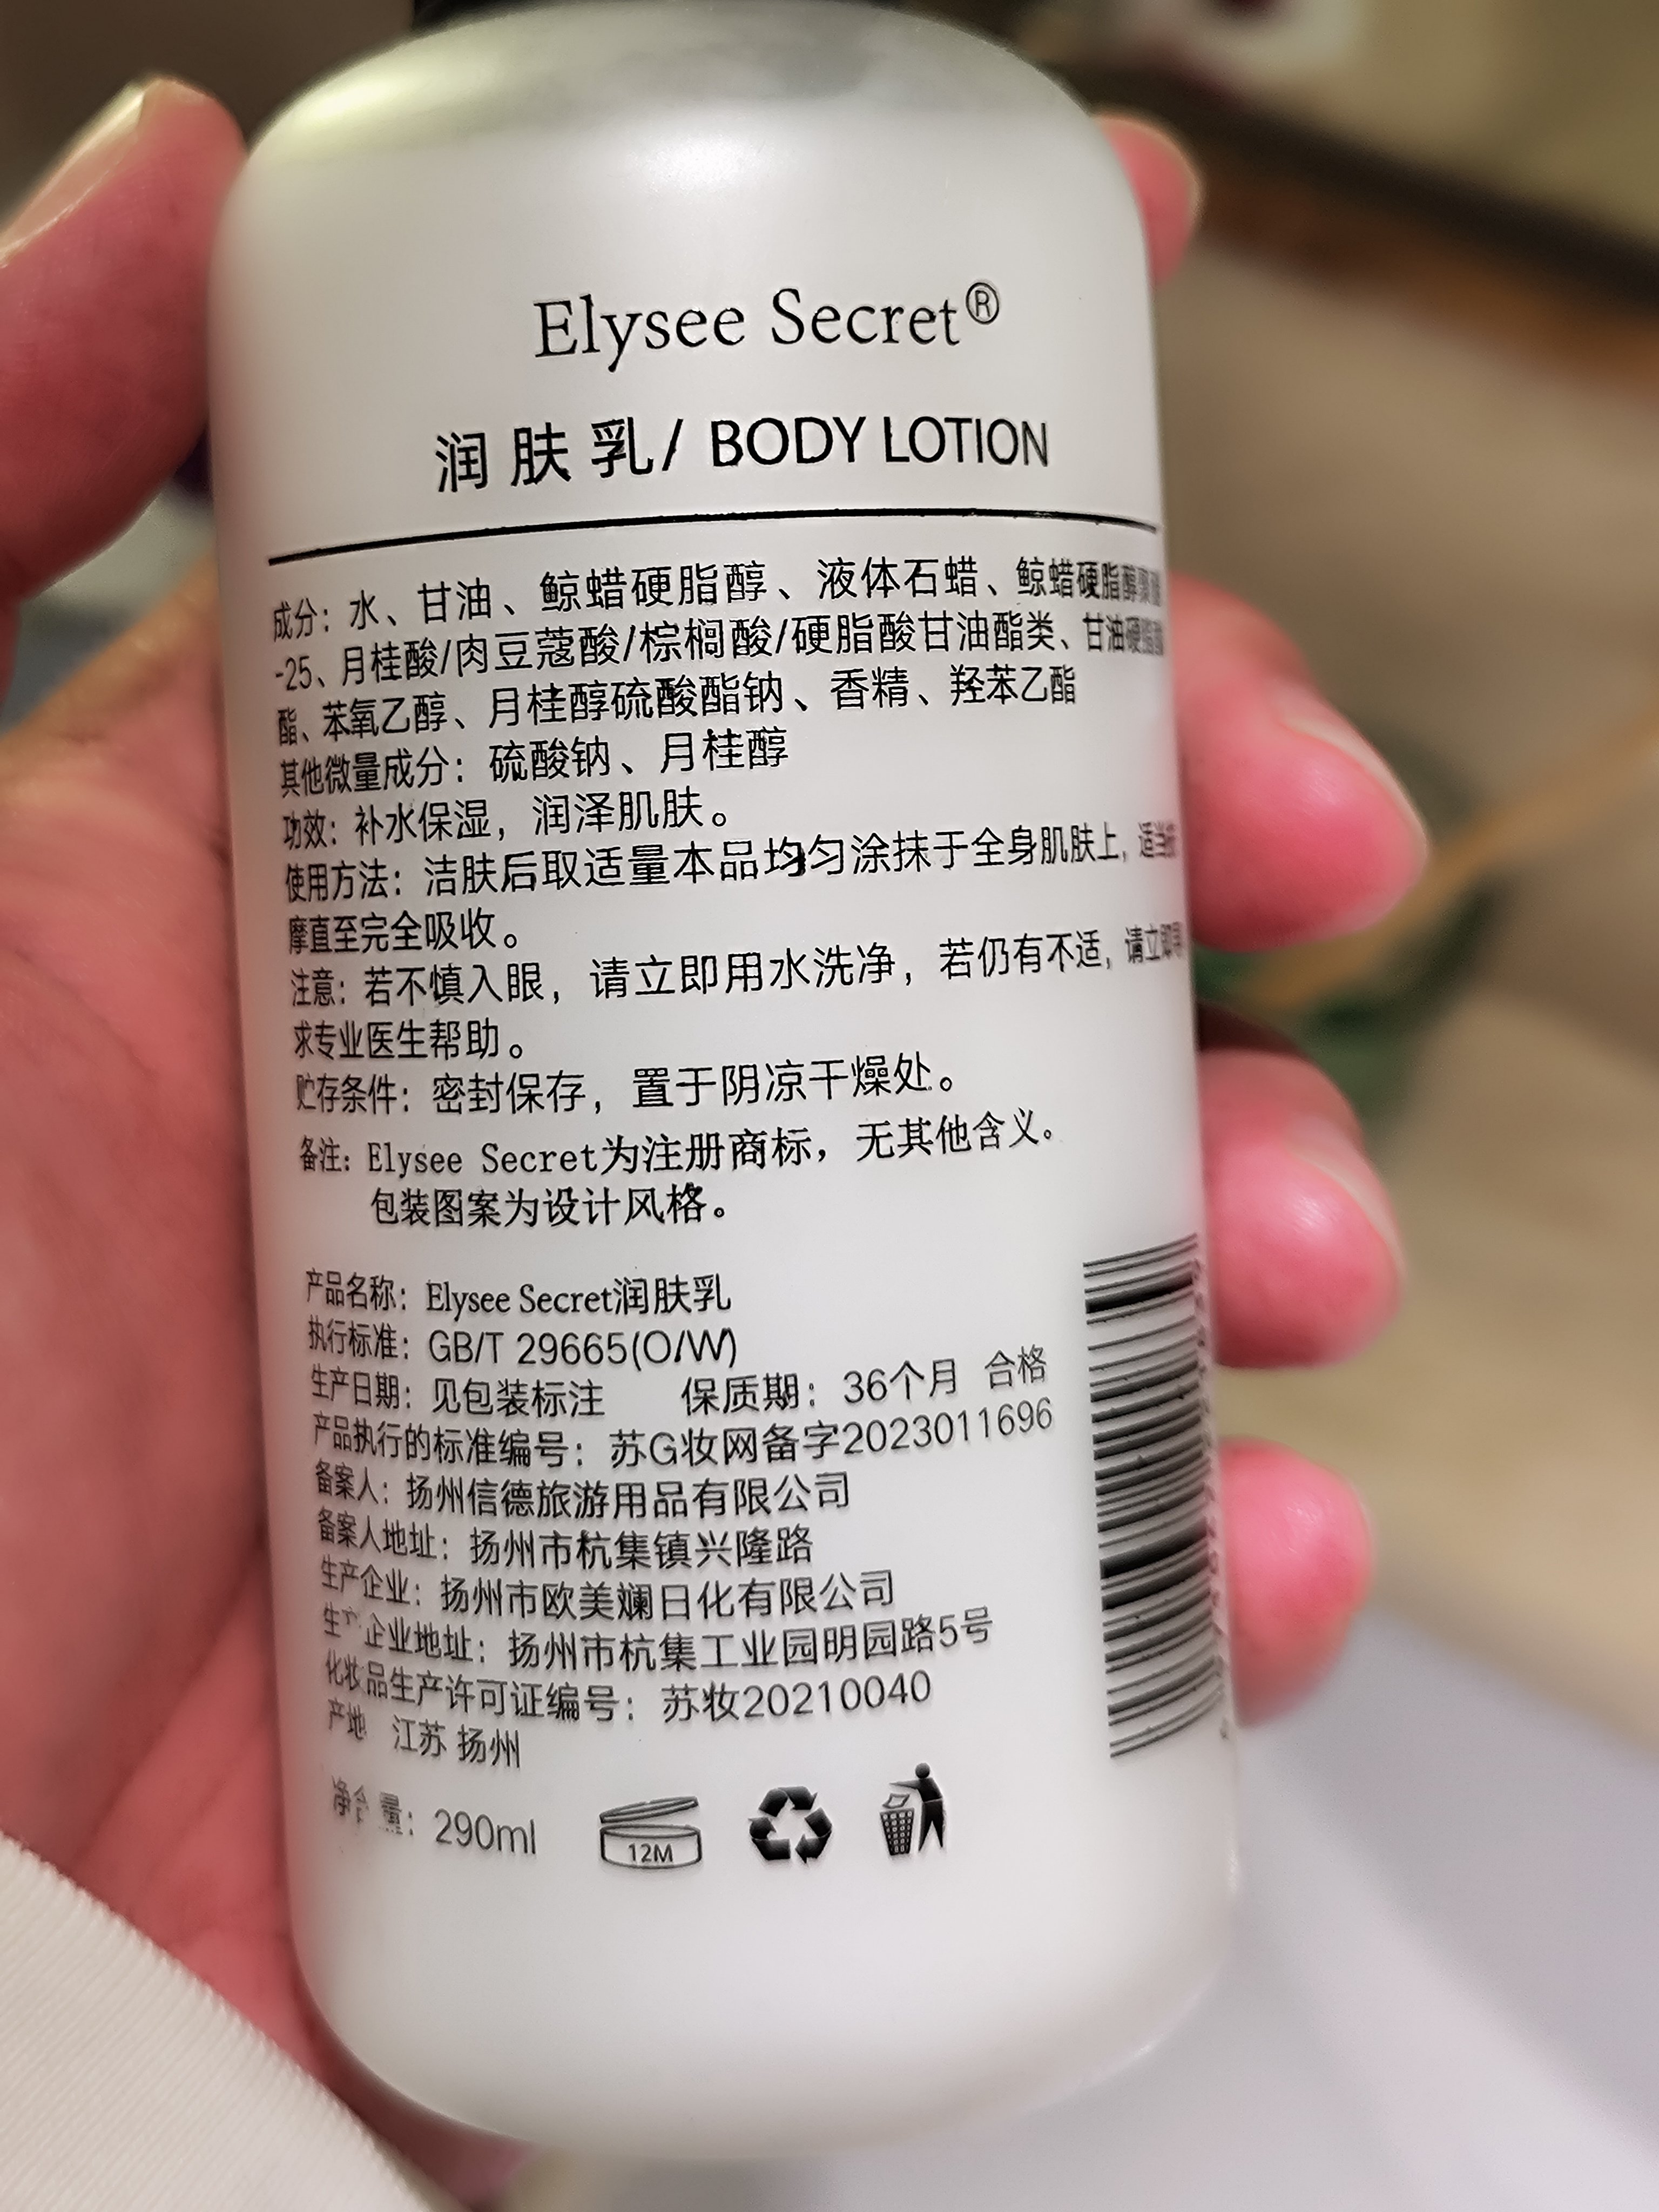 Elysee Secret®
润肤乳/ BODY LOTION
成分：水、甘油、鲸蜡硬脂醇、液体石蜡、鲸蜡硬脂醇聚醚
-25、月桂酸/肉豆蔻酸/棕榈酸/硬脂酸甘油酯类、甘油硬脂酸
酯、苯氧乙醇、月桂醇硫酸酯钠、香精、羟苯乙酯
其他微量成分：硫酸钠、月桂醇
功效：补水保湿，润泽肌肤。
使用方法：洁肤后取适量本品均匀涂抹于全身肌肤上，适当按
摩直至完全吸收。
注意：若不慎入眼，请立即用水洗净，若仍有不适，请立即寻
求专业医生帮助。
贮存条件：密封保存，置于阴凉干燥处。
备注：Elysee Secret为注册商标，无其他含义。
包装图案为设计风格。
产品名称：Elysee Secret润肤乳
执行标准：GB/T 29665(O/W)
生产日期：见包装标注 保质期：36个月 合格
产品执行的标准编号：苏G妆网备字2023011696
备案人：扬州信德旅游用品有限公司
备案人地址：扬州市杭集镇兴隆路
生产企业：扬州市欧美斓日化有限公司
生产企业地址：扬州市杭集工业园明园路5号
化妆品生产许可证编号：苏妆20210040
产地 江苏 扬州
净含量：290ml
12M